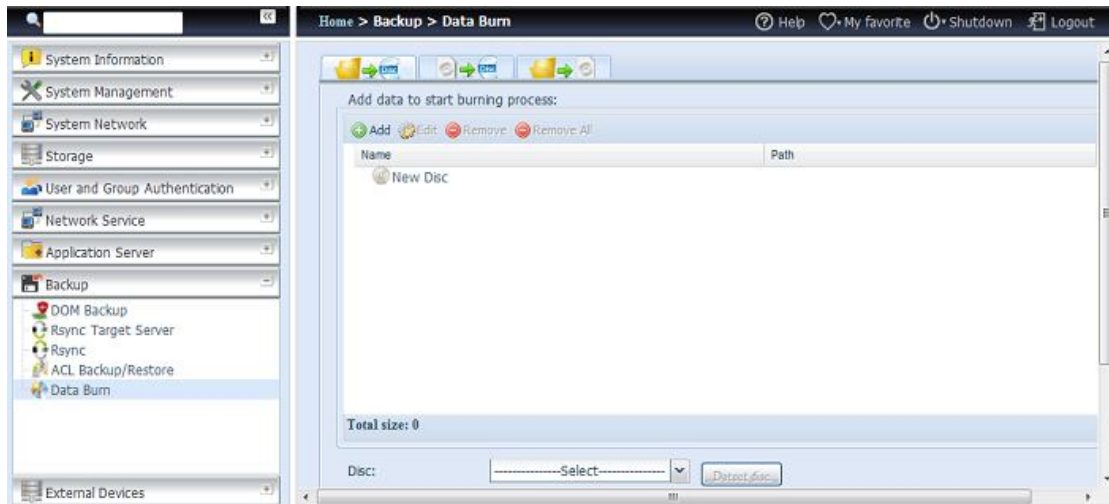 Home > Backup > Data Burn
Help My favorite Shutdown Logout
System Information
System Management
System Network
Storage
User and Group Authentication
Network Service
Application Server
Backup
DOM Backup
Rsync Target Server
Rsync
ACL Backup/Restore
Data Burn
External Devices
Add data to start burning process:
Add Edit Remove Remove All
Name Path
New Disc
Total size: 0
Disc: --------------Select-------------- Detect disc